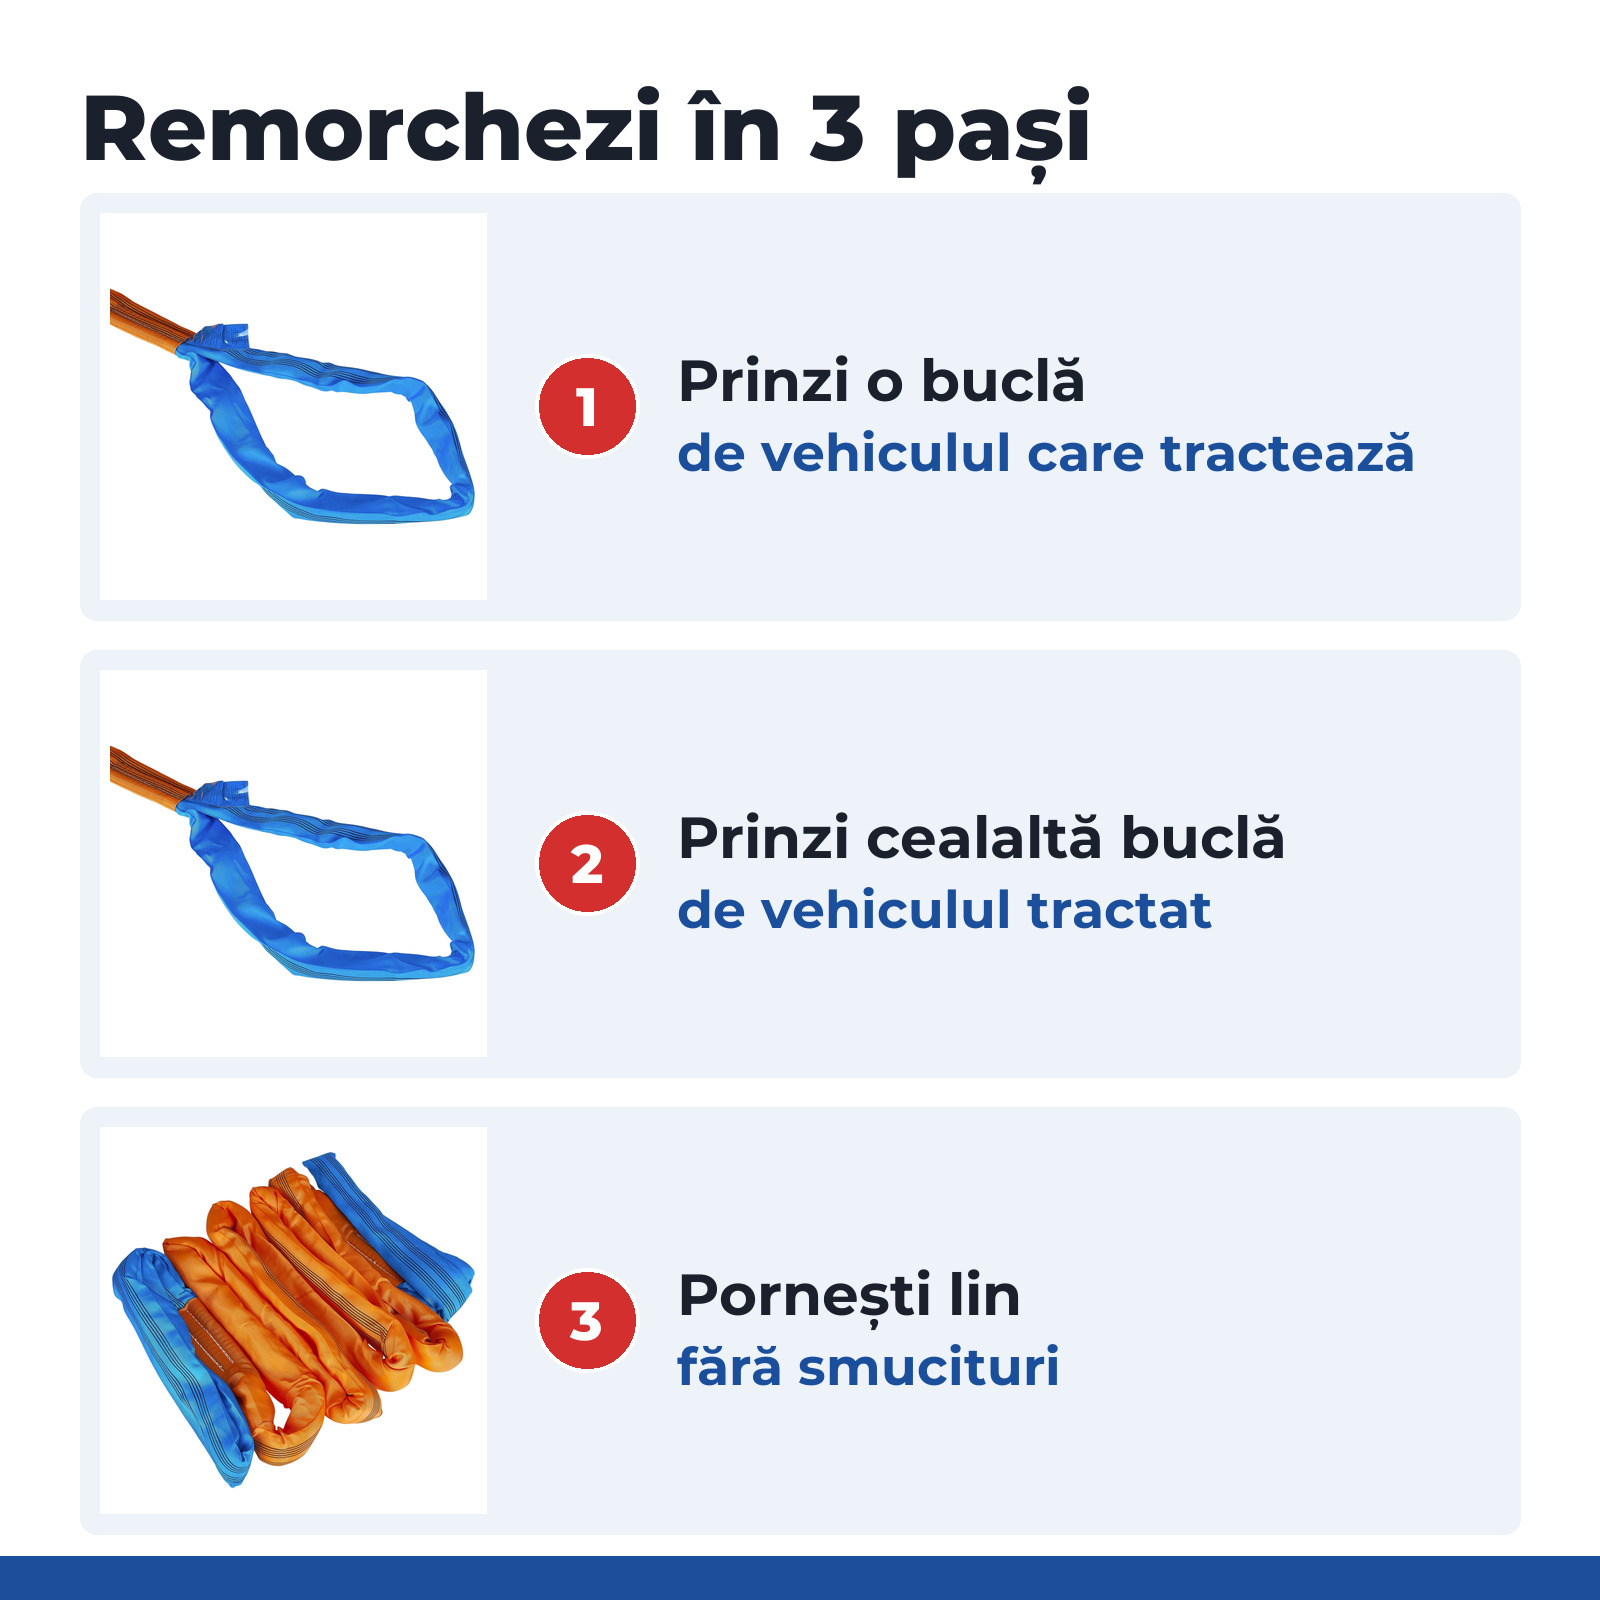 Remorchezi în 3 pași
1
Prinzi o buclă
de vehiculul care tractează
2
Prinzi cealaltă buclă
de vehiculul tractat
3
Pornești lin
fără smucituri